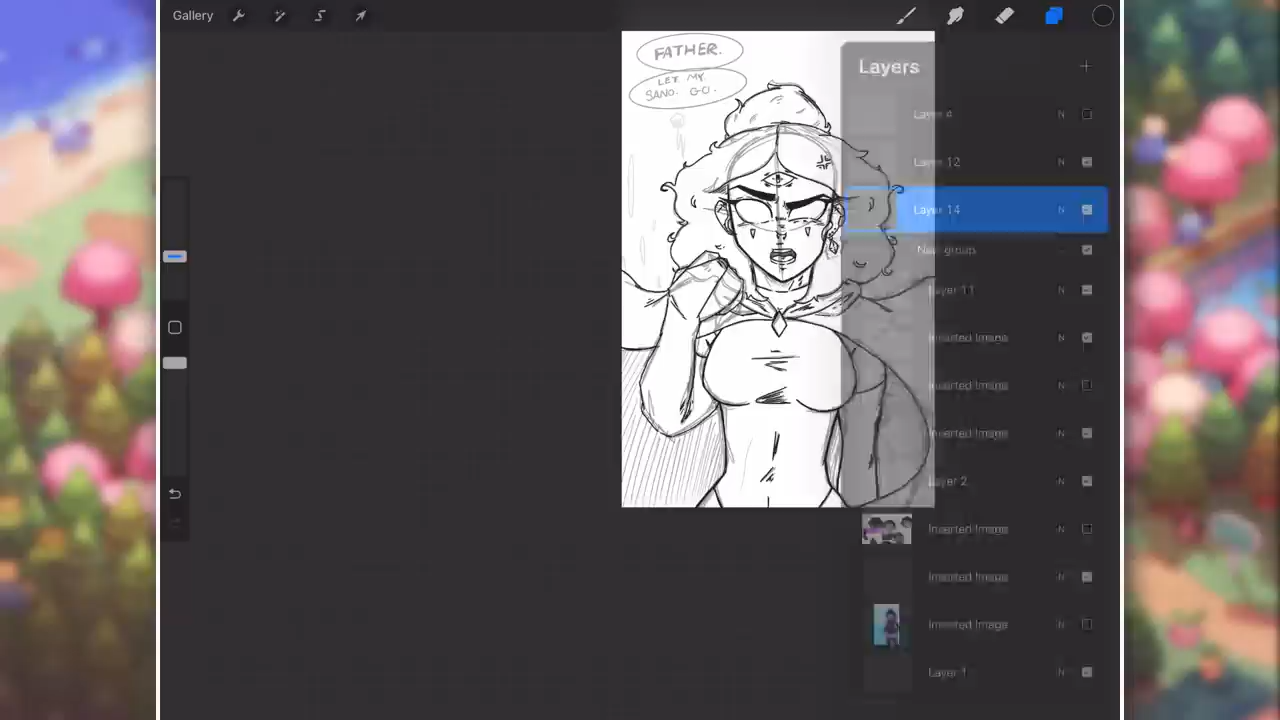 Gallery
FATHER.
LET MY
SAND. GO.
Layers
Layer 4
N
Layer 12
N
Layer 14
N
New group
Layer 11
N
Inserted Image
N
Inserted Image
N
Inserted Image
N
Layer 2
N
Inserted Image
N
Inserted Image
N
Inserted Image
N
Layer 1
N